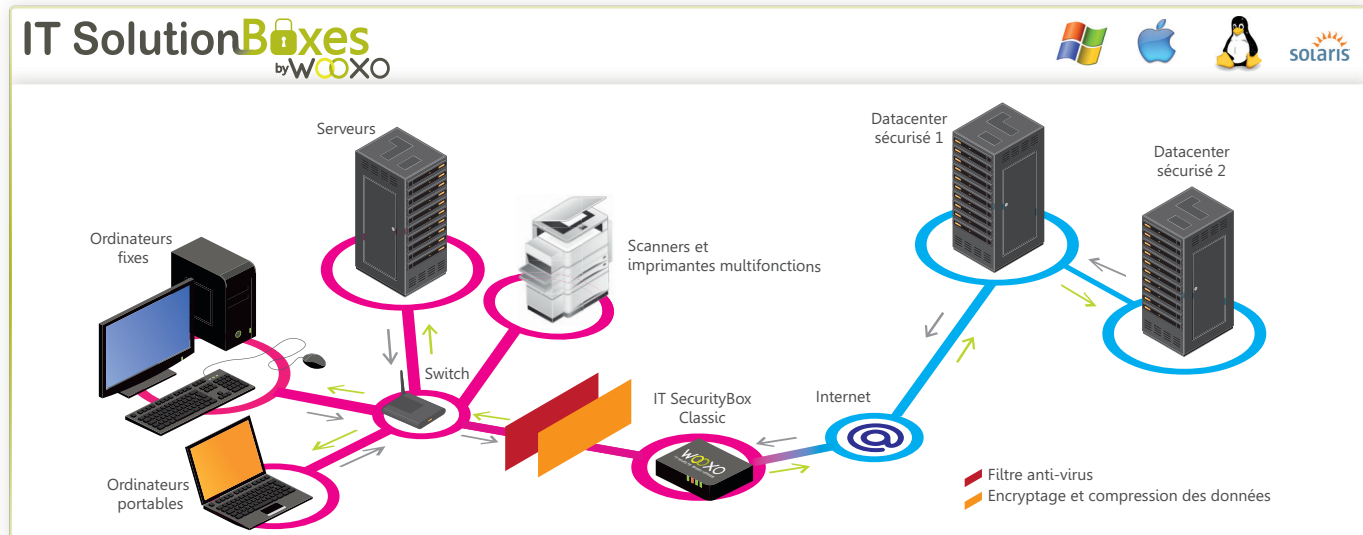 IT SolutionBoxes
by WOOXO
solaris
Serveurs
Datacenter
sécurisé 1
Datacenter
sécurisé 2
Ordinateurs
fixes
Scanners et
imprimantes multifonctions
Switch
IT SecurityBox
Classic
Internet
@
WOOXO
Ordinateurs
portables
Filtre anti-virus
Encryptage et compression des données